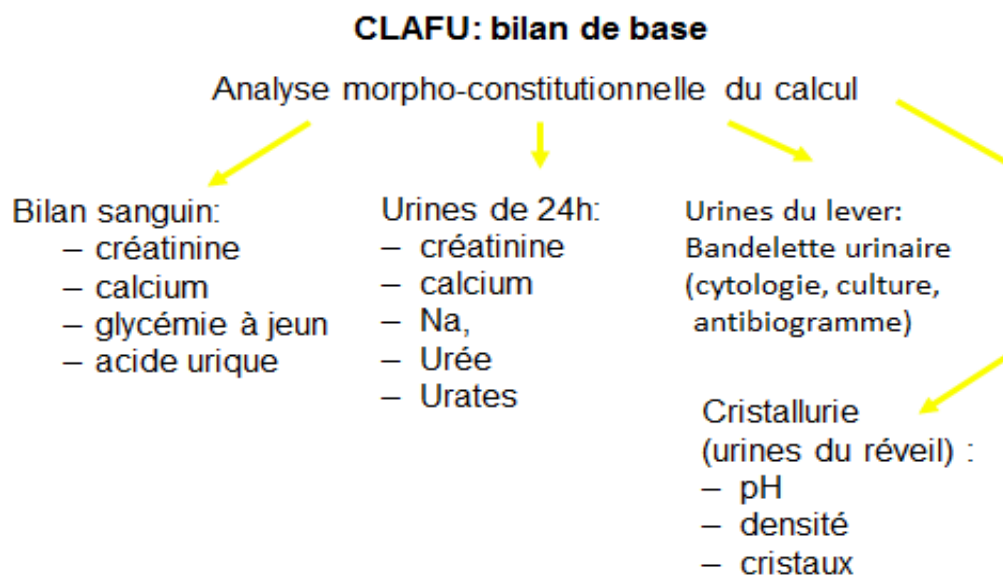 CLAFU: bilan de base
Analyse morpho-constitutionnelle du calcul
Bilan sanguin:
– créatinine
– calcium
– glycémie à jeun
– acide urique
Urines de 24h:
– créatinine
– calcium
– Na,
– Urée
– Urates
Urines du lever:
Bandelette urinaire
(cytologie, culture,
antibiogramme)
Cristallurie
(urines du réveil) :
– pH
– densité
– cristaux